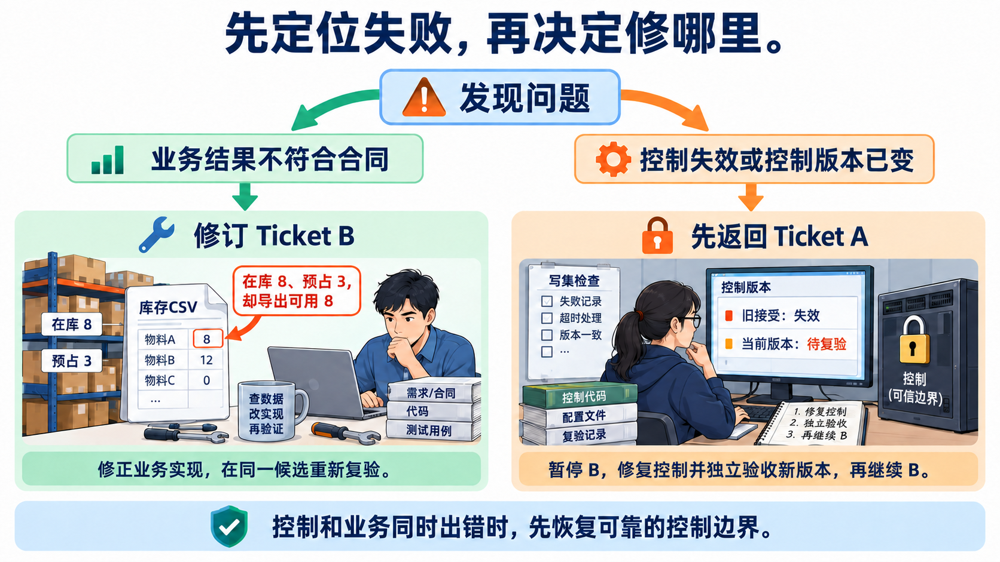 先定位失败，再决定修哪里。
发现问题
业务结果不符合合同
控制失效或控制版本已变
修订 Ticket B
在库 8
预占 3
库存CSV
物料A 8
物料B 12
物料C 0
...
在库 8、预占 3，
却导出可用 8
查数据
改实现
再验证
需求/合同
代码
测试用例
修正业务实现，在同一候选重新复验。
先返回 Ticket A
写集检查
失败记录
超时处理
版本一致
...
控制版本
旧接受：失效
当前版本：待复验
控制
(可信边界)
控制代码
配置文件
复验记录
1. 修复控制
2. 独立验收
3. 再继续 B
暂停 B，修复控制并独立验收新版本，再继续 B。
控制和业务同时出错时，先恢复可靠的控制边界。